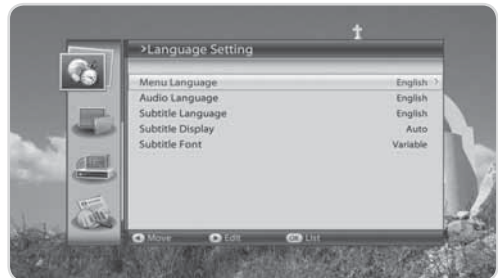 >Language Setting
Menu Language English >
Audio Language English
Subtitle Language English
Subtitle Display Auto
Subtitle Font Variable
Move Edit OK List